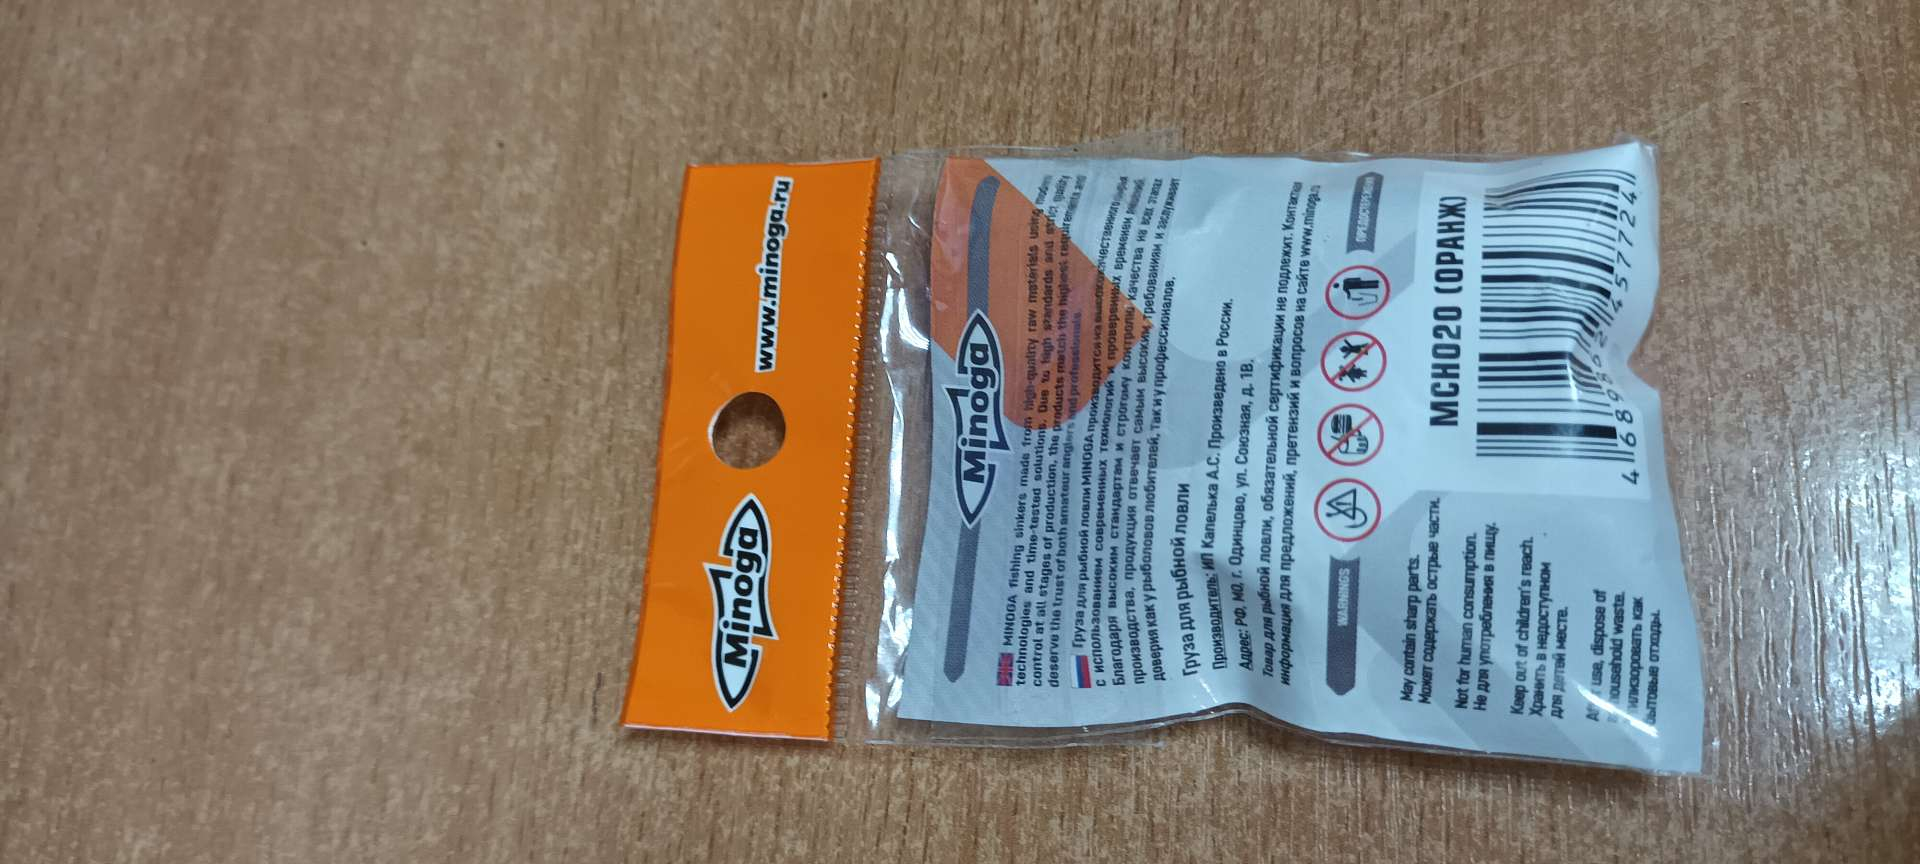 Minoga
www.minoga.ru
Minoga
MINOGA fishing sinkers made from high-quality raw materials using modern
technologies and time-tested solutions. Due to high standards and strict quality
control at all stages of production, the products match the highest requirements and
deserve the trust of both amateur anglers and professionals.
Груза для рыбной ловли MINOGA производится из высококачественного сырья
с использованием современных технологий и проверенных временем решений.
Благодаря высоким стандартам и строгому контролю качества на всех этапах
производства, продукция отвечает самым высоким требованиям и заслуживает
доверия как у рыболовов любителей, так и у профессионалов.
Груза для рыбной ловли
Производитель: ИП Капелька А.С. Произведено в России.
Адрес: РФ, МО, г. Одинцово, ул. Союзная, д. 1В.
Товар для рыбной ловли, обязательной сертификации не подлежит. Контактная
информация для предложений, претензий и вопросов на сайте www.minoga.ru
WARNINGS
ПРЕДОСТЕРЕЖЕНИЯ
May contain sharp parts.
Может содержать острые части.
Not for human consumption.
Не для употребления в пищу.
Keep out of children's reach.
Хранить в недоступном
для детей месте.
use, dispose of
household waste.
как
бытовые отходы.
MCH020 (ОРАНЖ)